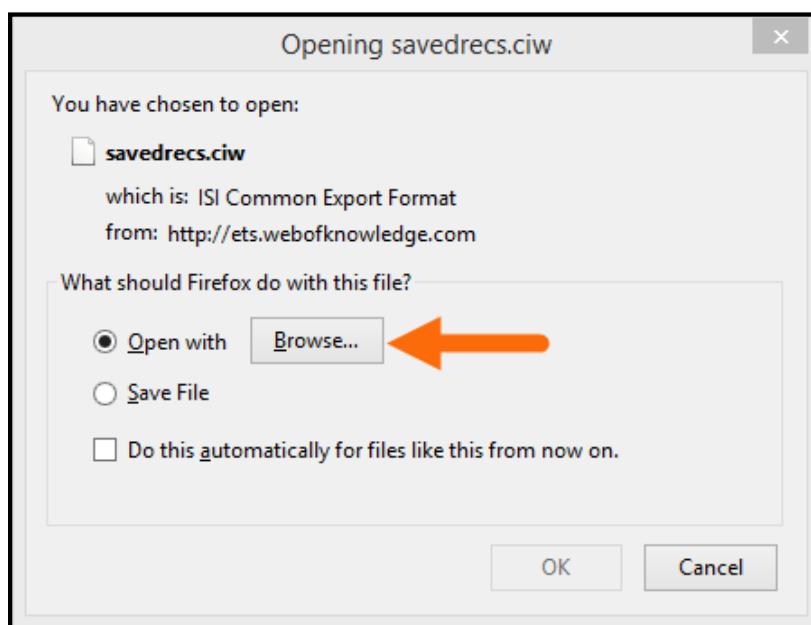 Opening savedrecs.ciw
You have chosen to open:
savedrecs.ciw
which is: ISI Common Export Format
from: http://ets.webofknowledge.com
What should Firefox do with this file?
Open with Browse...
Save File
Do this automatically for files like this from now on.
OK Cancel